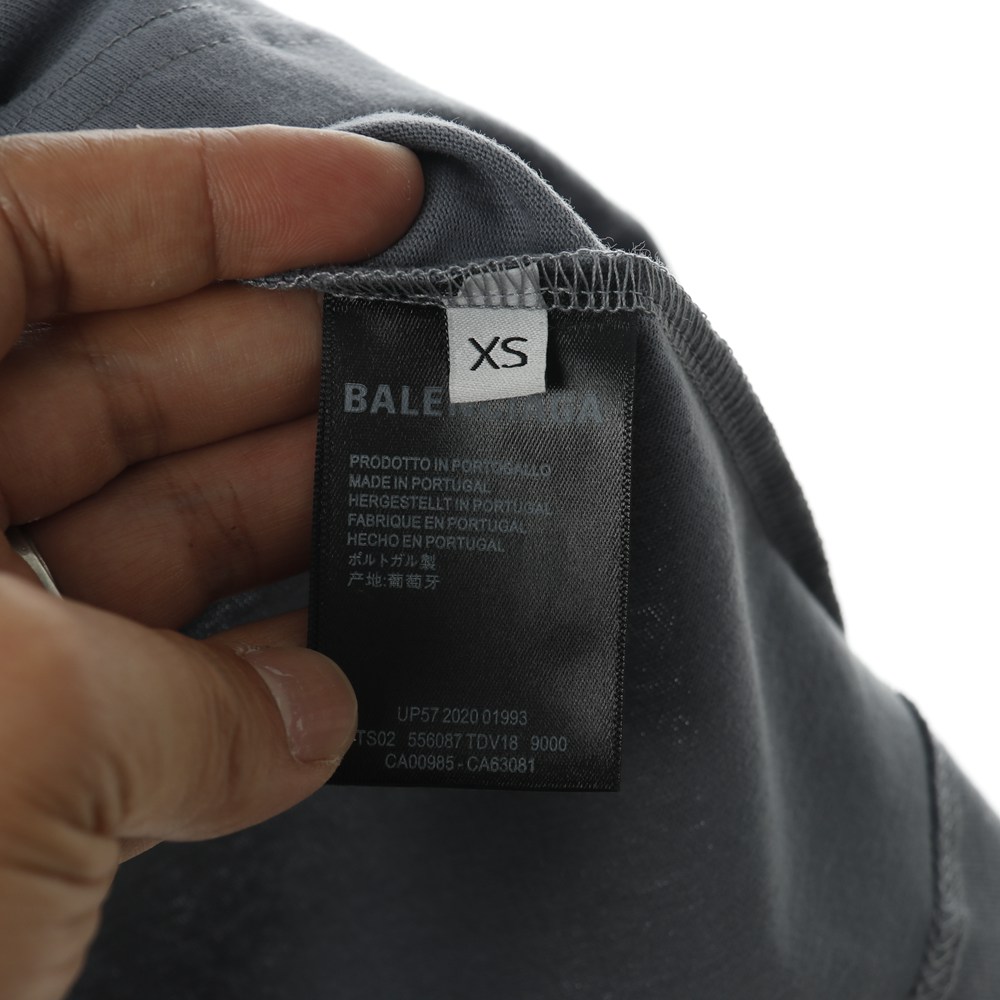 XS
BALENCIAGA
PRODOTTO IN PORTOGALLO
MADE IN PORTUGAL
HERGESTELLT IN PORTUGAL
FABRIQUE EN PORTUGAL
HECHO EN PORTUGAL
ポルトガル製
产地:葡萄牙
UP57 2020 01993
TS02 556087 TDV18 9000
CA00985 - CA63081